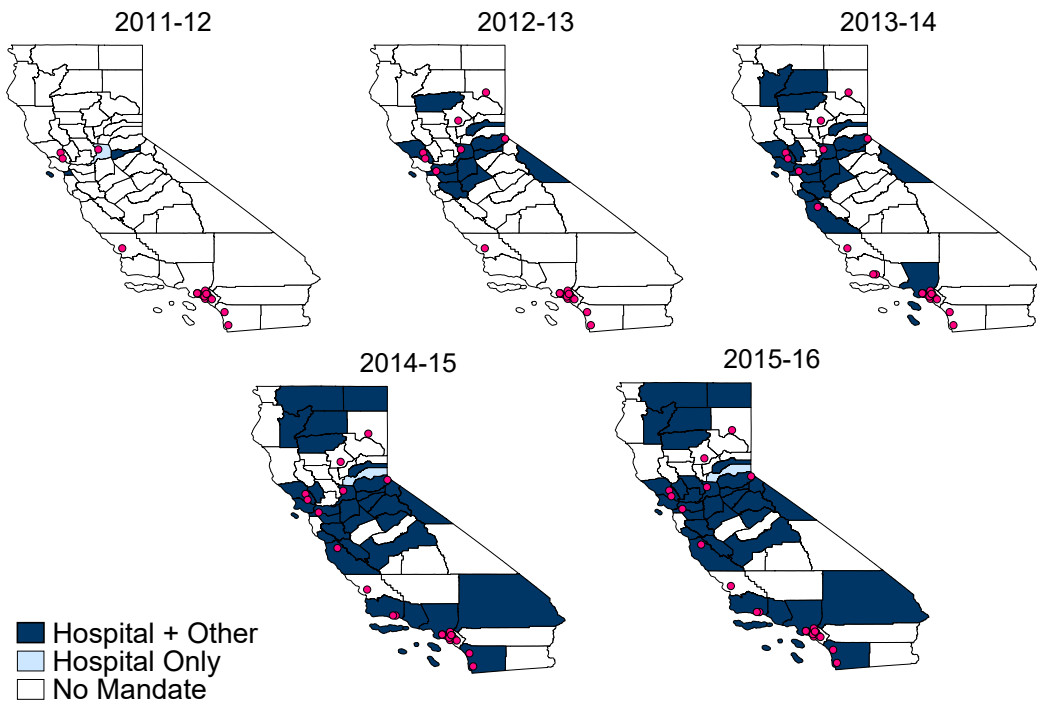 2011-12
2012-13
2013-14
2014-15
2015-16
Hospital + Other
Hospital Only
No Mandate